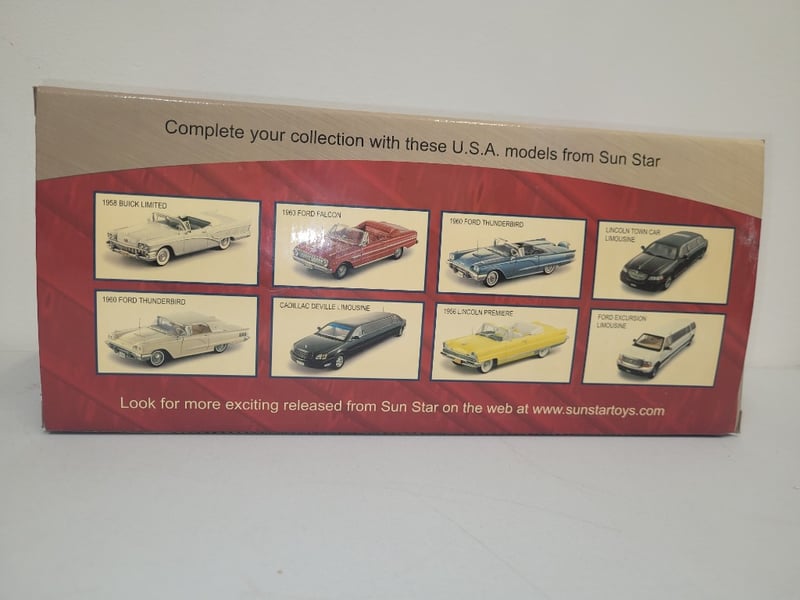 Complete your collection with these U.S.A. models from Sun Star
1958 BUICK LIMITED
1963 FORD FALCON
1960 FORD THUNDERBIRD
LINCOLN TOWN CAR
LIMOUSINE
1960 FORD THUNDERBIRD
CADILLAC DEVILLE LIMOUSINE
1956 LINCOLN PREMIERE
FORD EXCURSION
LIMOUSINE
Look for more exciting released from Sun Star on the web at www.sunstartoys.com